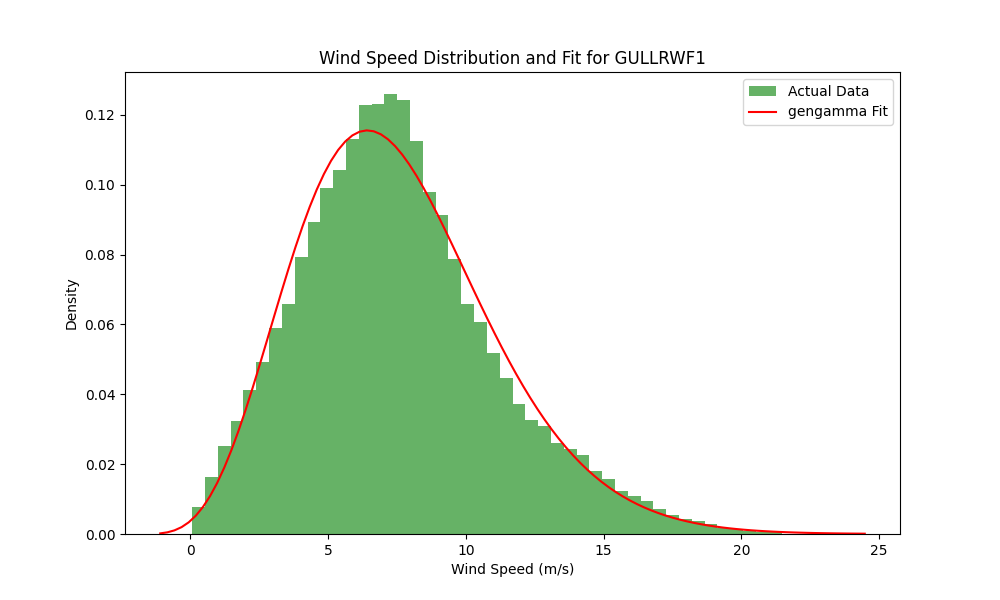 Wind Speed Distribution and Fit for GULLRWF1
Actual Data
gengamma Fit
Density
0.12
0.10
0.08
0.06
0.04
0.02
0.00
0
5
10
15
20
25
Wind Speed (m/s)